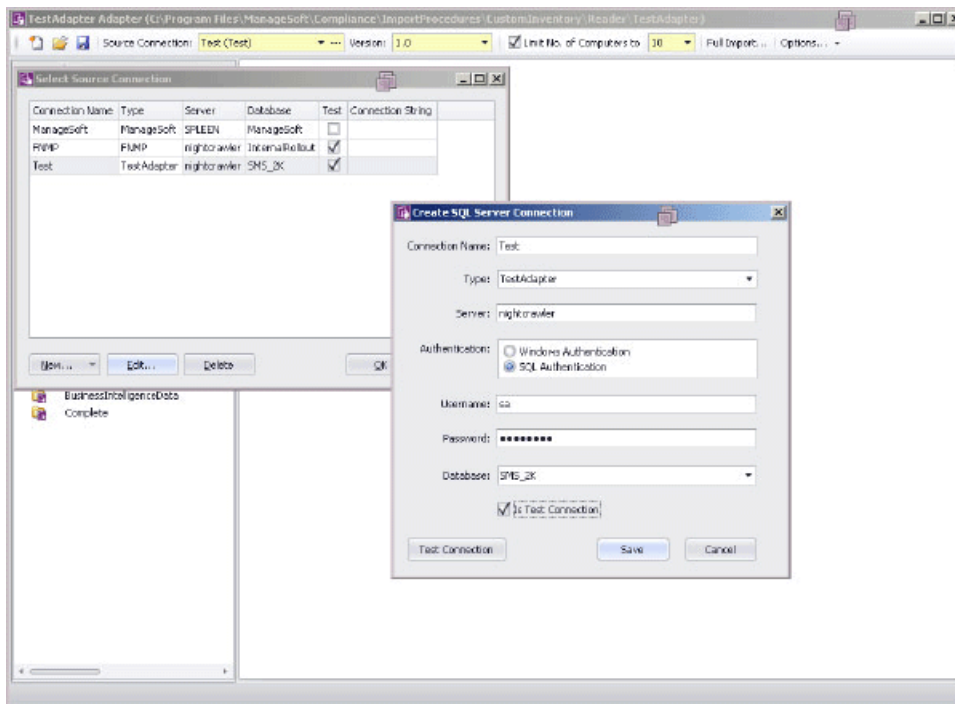 TestAdapter Adapter (C:\Program Files\ManageSoft\Compliance\ImportProcedures\CustomInventory\Reader\TestAdapter)
Source Connection: Test (Test) Version: 1.0 Limit No. of Computers to 10 Full Import... Options...
Select Source Connection
Connection Name Type Server Database Test Connection String
ManageSoft ManageSoft SPLEEN ManageSoft
FNMP FNMP nightcrawler InternalRollout
Test TestAdapter nightcrawler SMS_2K
New... Edit... Delete OK
BusinessIntelligenceData
Complete
Create SQL Server Connection
Connection Name: Test
Type: TestAdapter
Server: nightcrawler
Authentication: Windows Authentication
SQL Authentication
Username: sa
Password: ●●●●●●●●
Database: SMS_2K
Is Test Connection
Test Connection Save Cancel